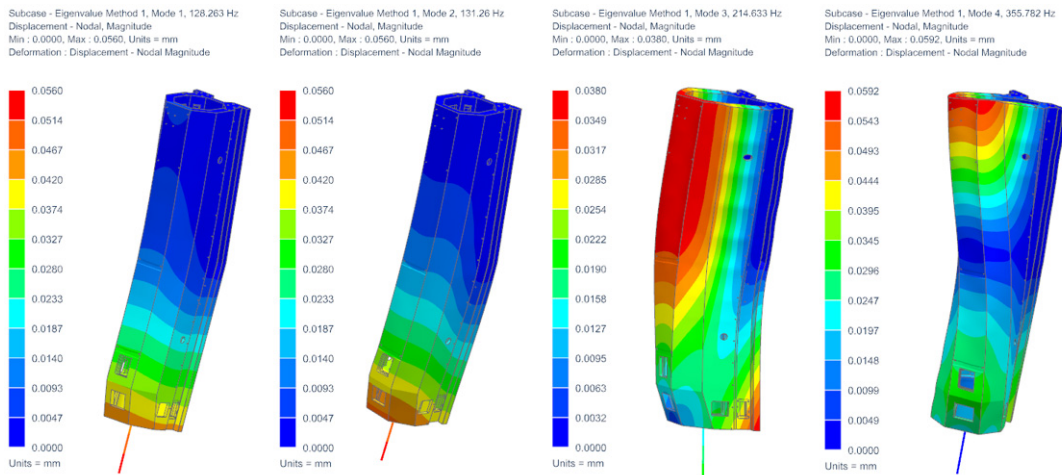 Subcase - Eigenvalue Method 1, Mode 1, 128.263 Hz
Displacement - Nodal, Magnitude
Min : 0.0000, Max : 0.0560, Units = mm
Deformation : Displacement - Nodal Magnitude
0.0560
0.0514
0.0467
0.0420
0.0374
0.0327
0.0280
0.0233
0.0187
0.0140
0.0093
0.0047
0.0000
Units = mm
Subcase - Eigenvalue Method 1, Mode 2, 131.26 Hz
Displacement - Nodal, Magnitude
Min : 0.0000, Max : 0.0560, Units = mm
Deformation : Displacement - Nodal Magnitude
0.0560
0.0514
0.0467
0.0420
0.0374
0.0327
0.0280
0.0233
0.0187
0.0140
0.0093
0.0047
0.0000
Units = mm
Subcase - Eigenvalue Method 1, Mode 3, 214.633 Hz
Displacement - Nodal, Magnitude
Min : 0.0000, Max : 0.0380, Units = mm
Deformation : Displacement - Nodal Magnitude
0.0380
0.0349
0.0317
0.0285
0.0254
0.0222
0.0190
0.0158
0.0127
0.0095
0.0063
0.0032
0.0000
Units = mm
Subcase - Eigenvalue Method 1, Mode 4, 355.782 Hz
Displacement - Nodal, Magnitude
Min : 0.0000, Max : 0.0592, Units = mm
Deformation : Displacement - Nodal Magnitude
0.0592
0.0543
0.0493
0.0444
0.0395
0.0345
0.0296
0.0247
0.0197
0.0148
0.0099
0.0049
0.0000
Units = mm